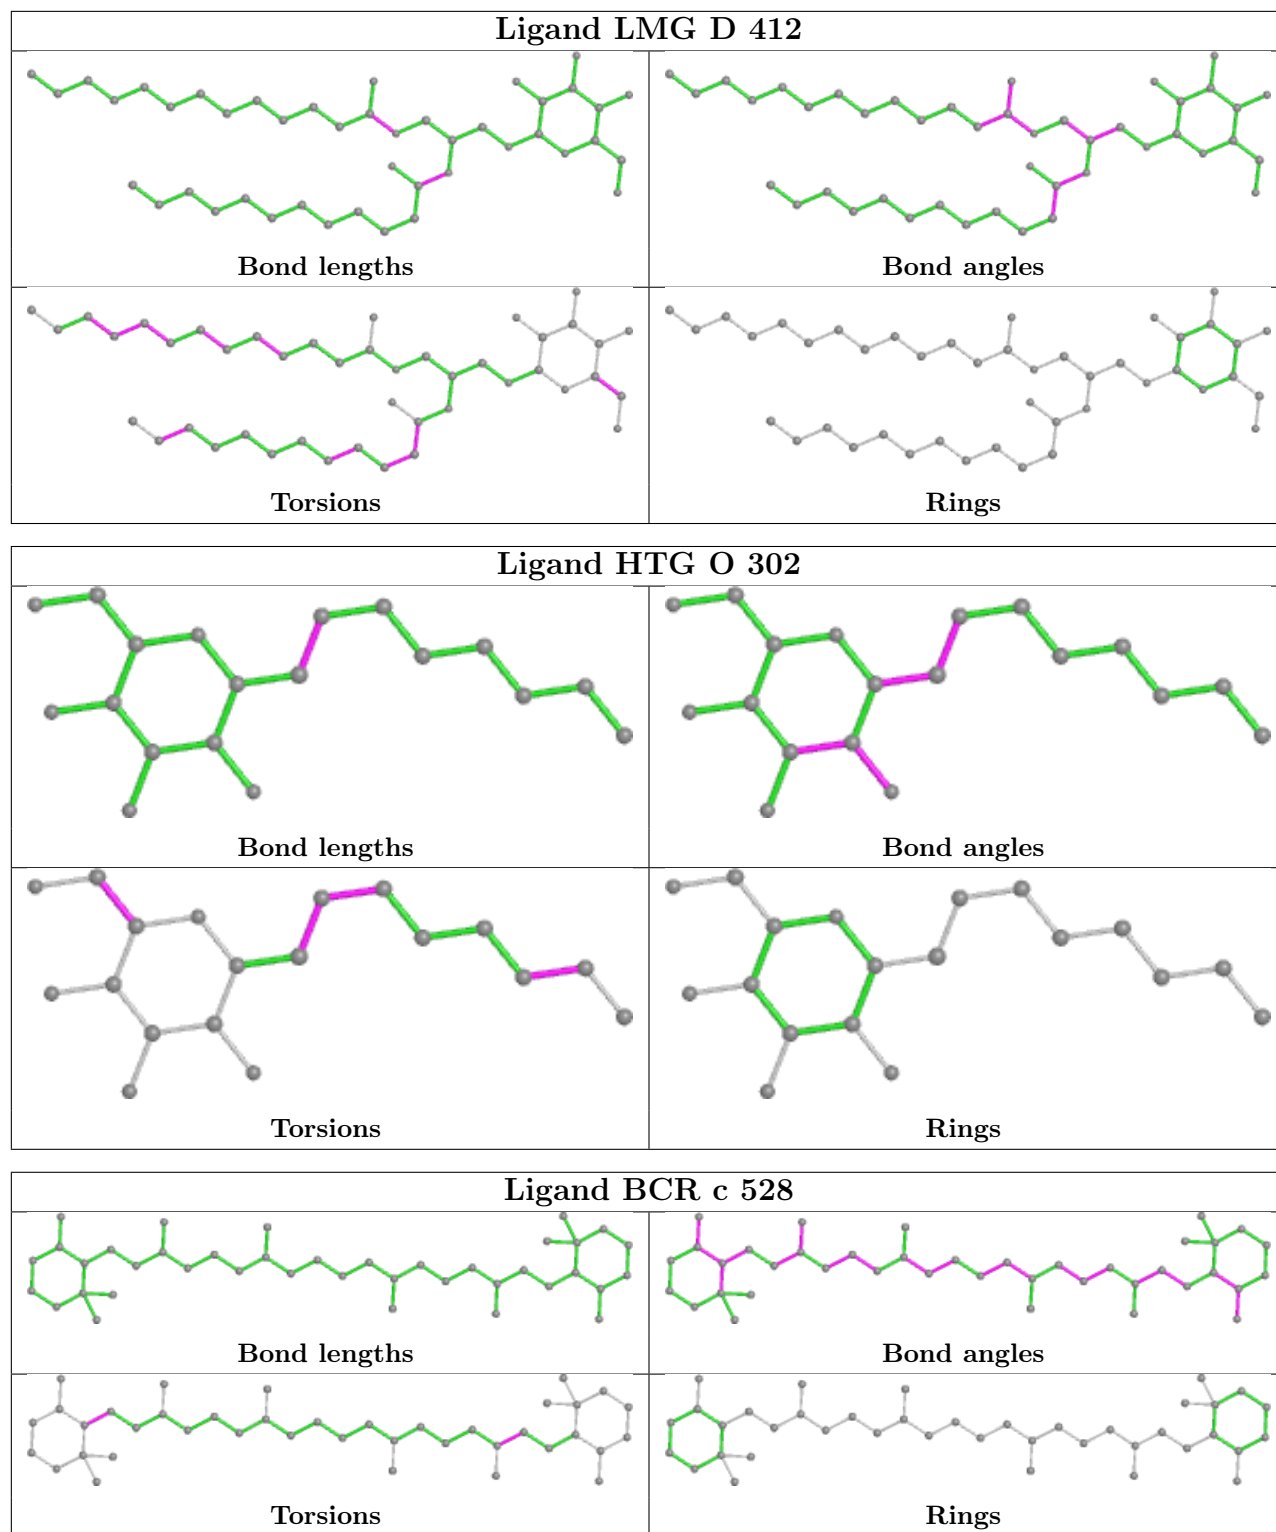 Ligand LMG D 412
Bond lengths
Bond angles
Torsions
Rings
Ligand HTG O 302
Bond lengths
Bond angles
Torsions
Rings
Ligand BCR c 528
Bond lengths
Bond angles
Torsions
Rings